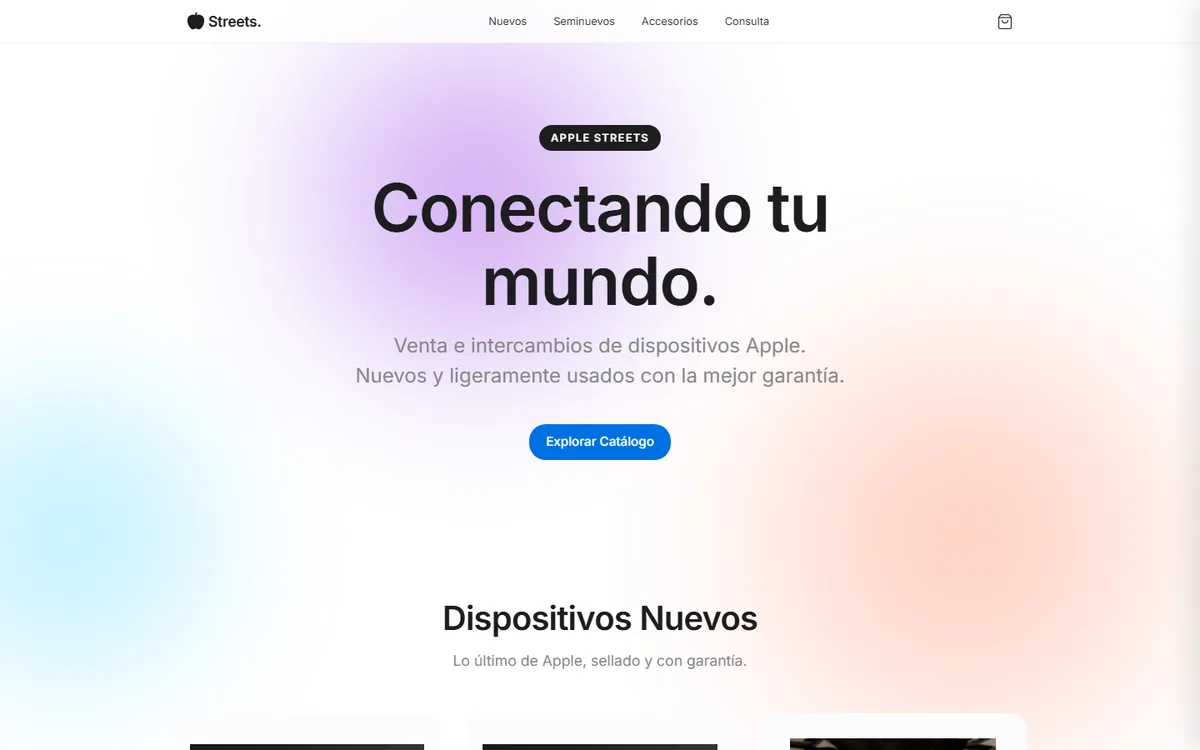 Streets.
Nuevos
Seminuevos
Accesorios
Consulta
APPLE STREETS
Conectando tu
mundo.
Venta e intercambios de dispositivos Apple.
Nuevos y ligeramente usados con la mejor garantía.
Explorar Catálogo
Dispositivos Nuevos
Lo último de Apple, sellado y con garantía.